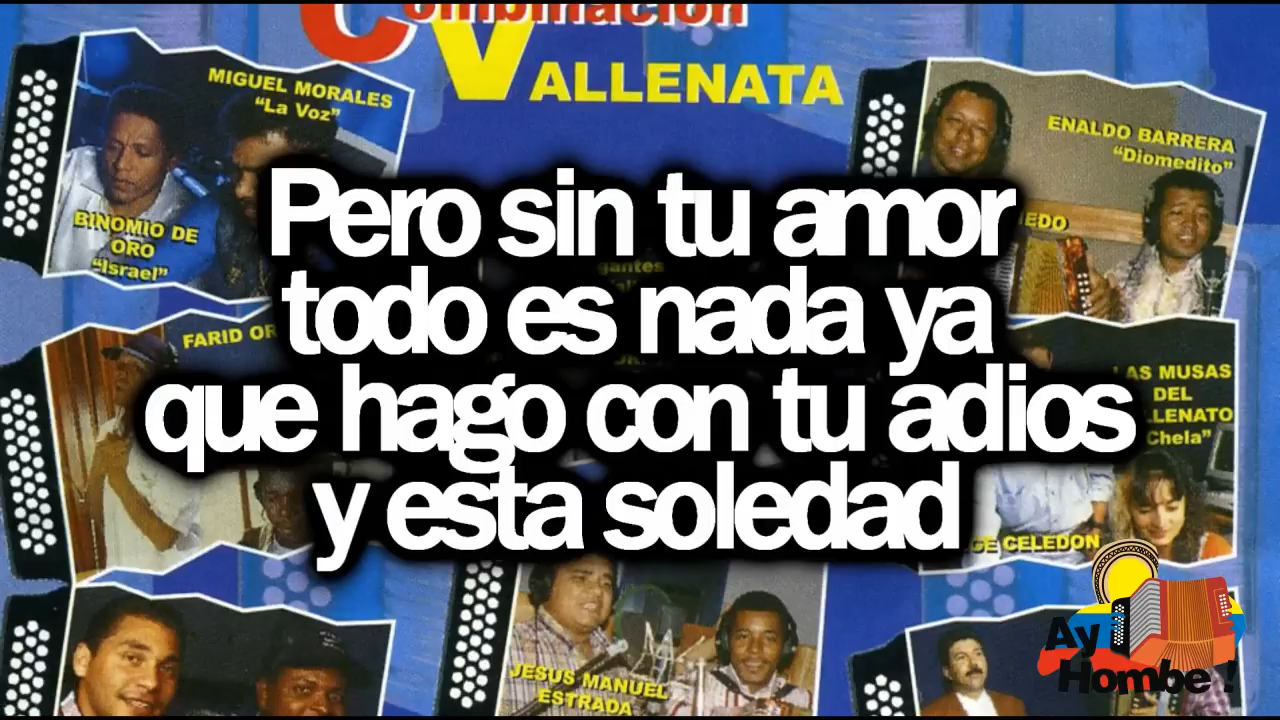 Combinación
VALLENATA
MIGUEL MORALES
"La Voz"
BINOMIO DE
ORO
"Israel"
ENALDO BARRERA
"Diomedito"
Pero sin tu amor
todo es nada ya
que hago con tu adios
y esta soledad
FARID
LAS MUSAS
DEL
Chela"
CELEDON
JESUS MANUEL
ESTRADA
Ay
Hombe !